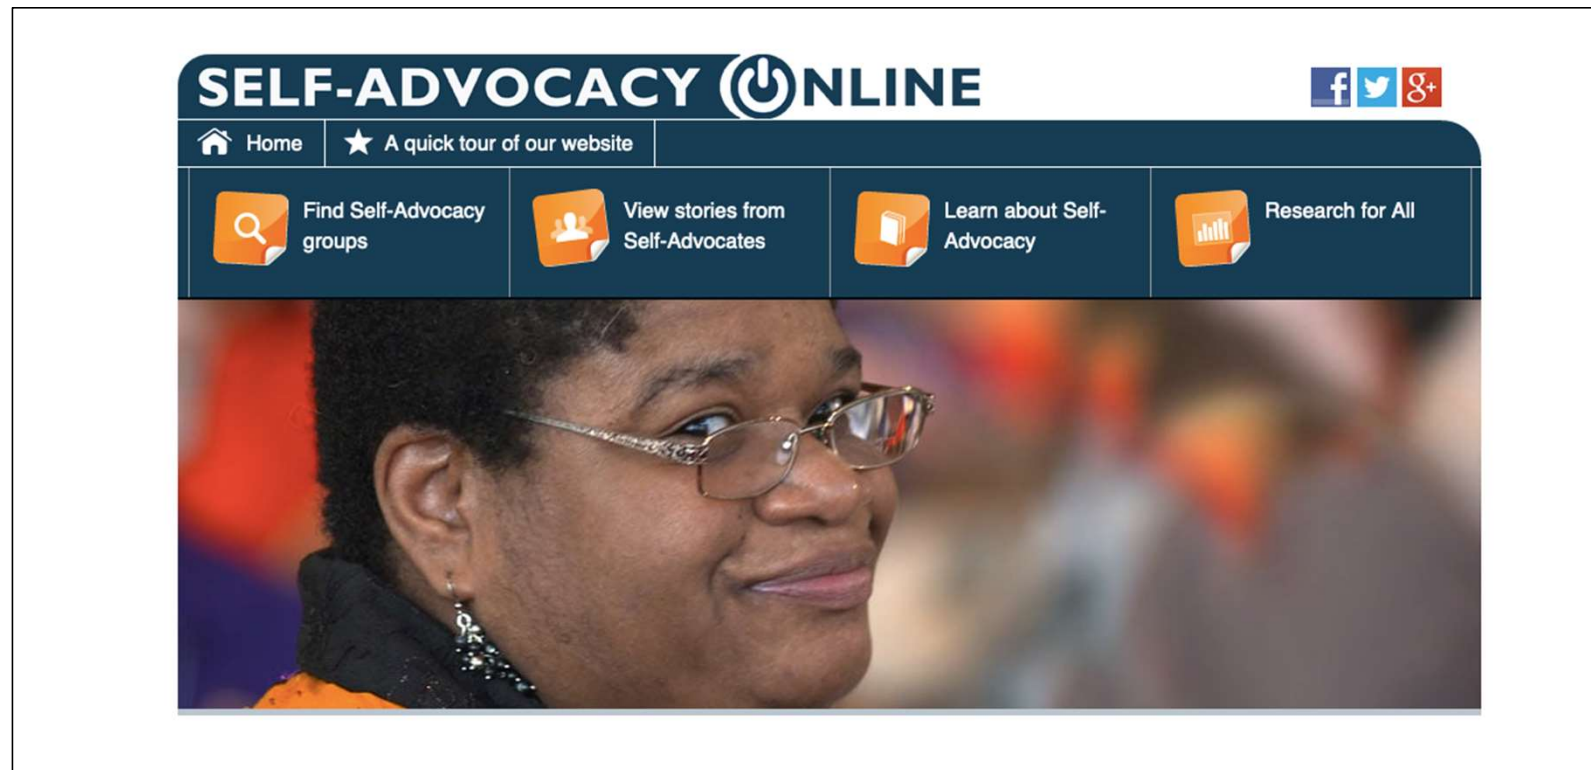 SELF-ADVOCACY ONLINE
f g+
Home A quick tour of our website
Find Self-Advocacy
groups
View stories from
Self-Advocates
Learn about Self-
Advocacy
Research for All